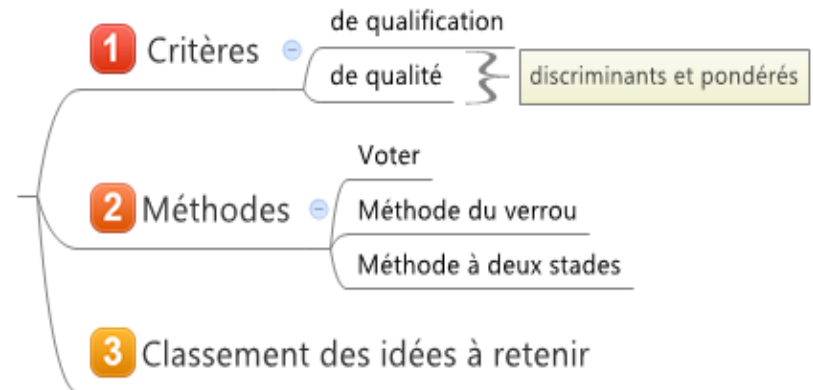 de qualification
1 Critères
de qualité
discriminants et pondérés
Voter
2 Méthodes
Méthode du verrou
Méthode à deux stades
3 Classement des idées à retenir